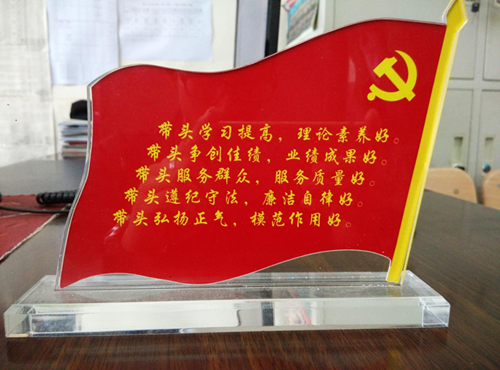 带头学习提高，理论素养好。
带头争创佳绩，业绩成果好。
带头服务群众，服务质量好。
带头遵纪守法，廉洁自律好。
带头弘扬正气，模范作用好。